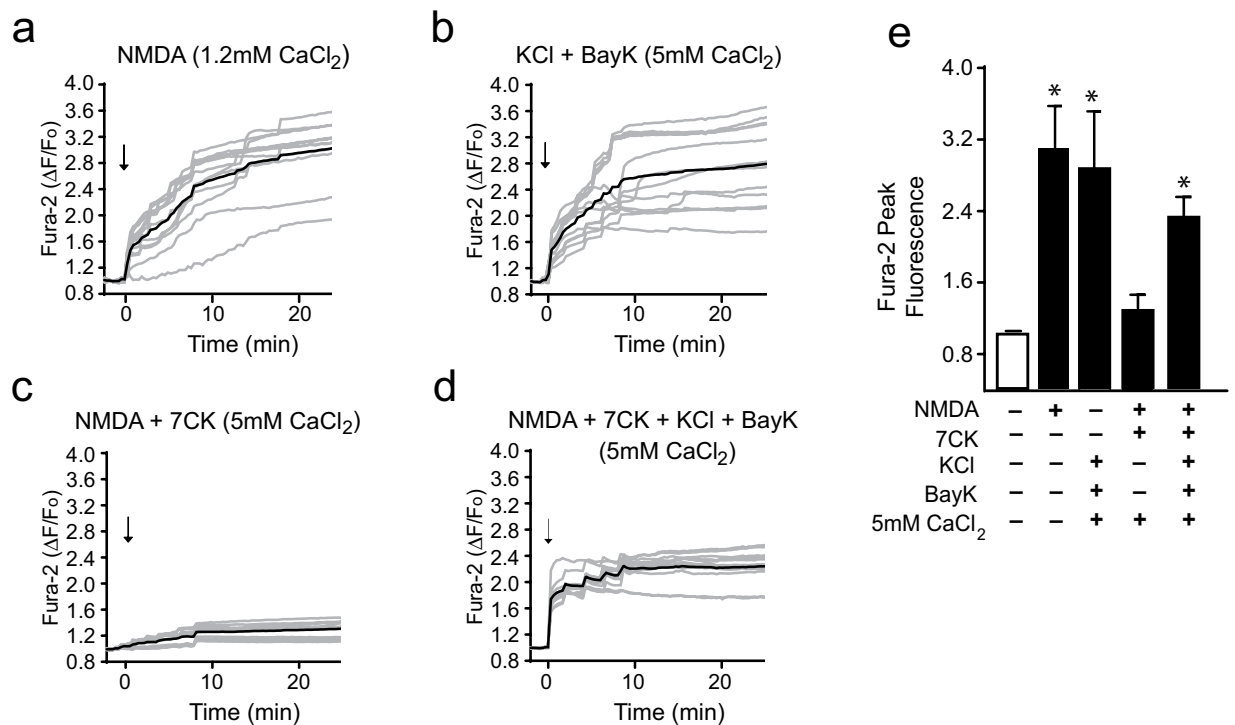 a
NMDA (1.2mM CaCl2)
4.0
3.6
3.2
2.8
2.4
2.0
1.6
1.2
0.8
Fura-2 (ΔF/Fo)
0 10 20
Time (min)
b
KCl + BayK (5mM CaCl2)
4.0
3.6
3.2
2.8
2.4
2.0
1.6
1.2
0.8
Fura-2 (ΔF/Fo)
0 10 20
Time (min)
c
NMDA + 7CK (5mM CaCl2)
4.0
3.6
3.2
2.8
2.4
2.0
1.6
1.2
0.8
Fura-2 (ΔF/Fo)
0 10 20
Time (min)
d
NMDA + 7CK + KCl + BayK
(5mM CaCl2)
4.0
3.6
3.2
2.8
2.4
2.0
1.6
1.2
0.8
Fura-2 (ΔF/Fo)
0 10 20
Time (min)
e
4.0
3.2
2.4
1.6
0.8
Fura-2 Peak
Fluorescence
* * *
NMDA – + – + +
7CK – – – + +
KCl – – + – +
BayK – – + – +
5mM CaCl2 – – + + +